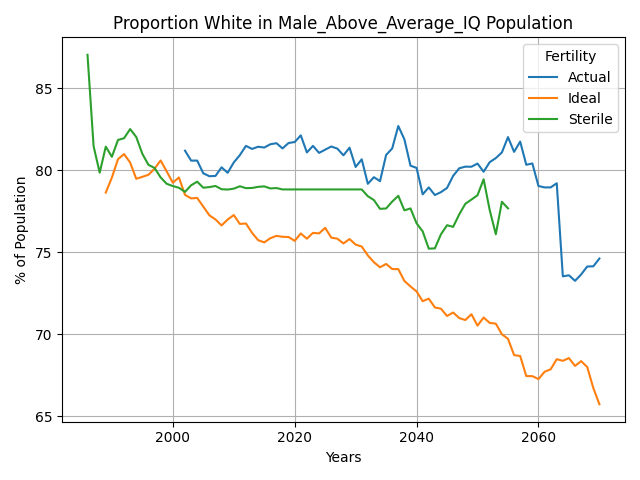 Proportion White in Male_Above_Average_IQ Population
Fertility
Actual
Ideal
Sterile
% of Population
85
80
75
70
65
2000
2020
2040
2060
Years